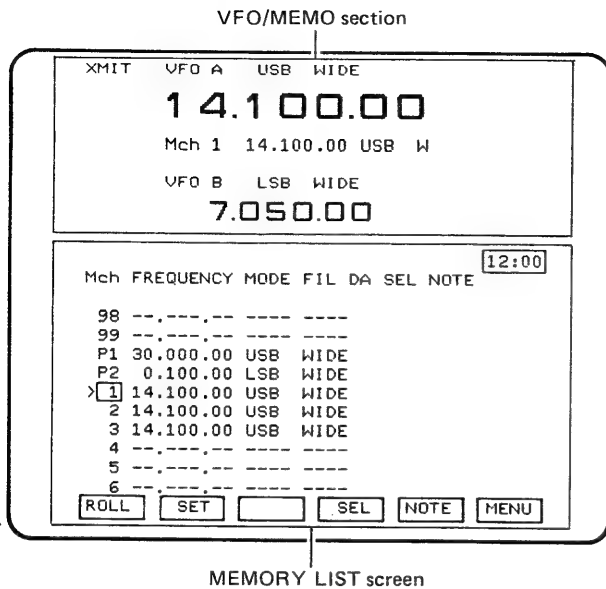 VFO/MEMO section
XMIT VFO A USB WIDE
14.100.00
Mch 1 14.100.00 USB W
VFO B LSB WIDE
7.050.00
12:00
Mch FREQUENCY MODE FIL DA SEL NOTE
98 --.---.-- ---- ----
99 --.---.-- ---- ----
P1 30.000.00 USB WIDE
P2 0.100.00 LSB WIDE
>1 14.100.00 USB WIDE
2 14.100.00 USB WIDE
3 14.100.00 USB WIDE
4 --.---.-- ---- ----
5 --.---.-- ---- ----
6 --.---.-- ---- ----
ROLL SET SEL NOTE MENU
MEMORY LIST screen